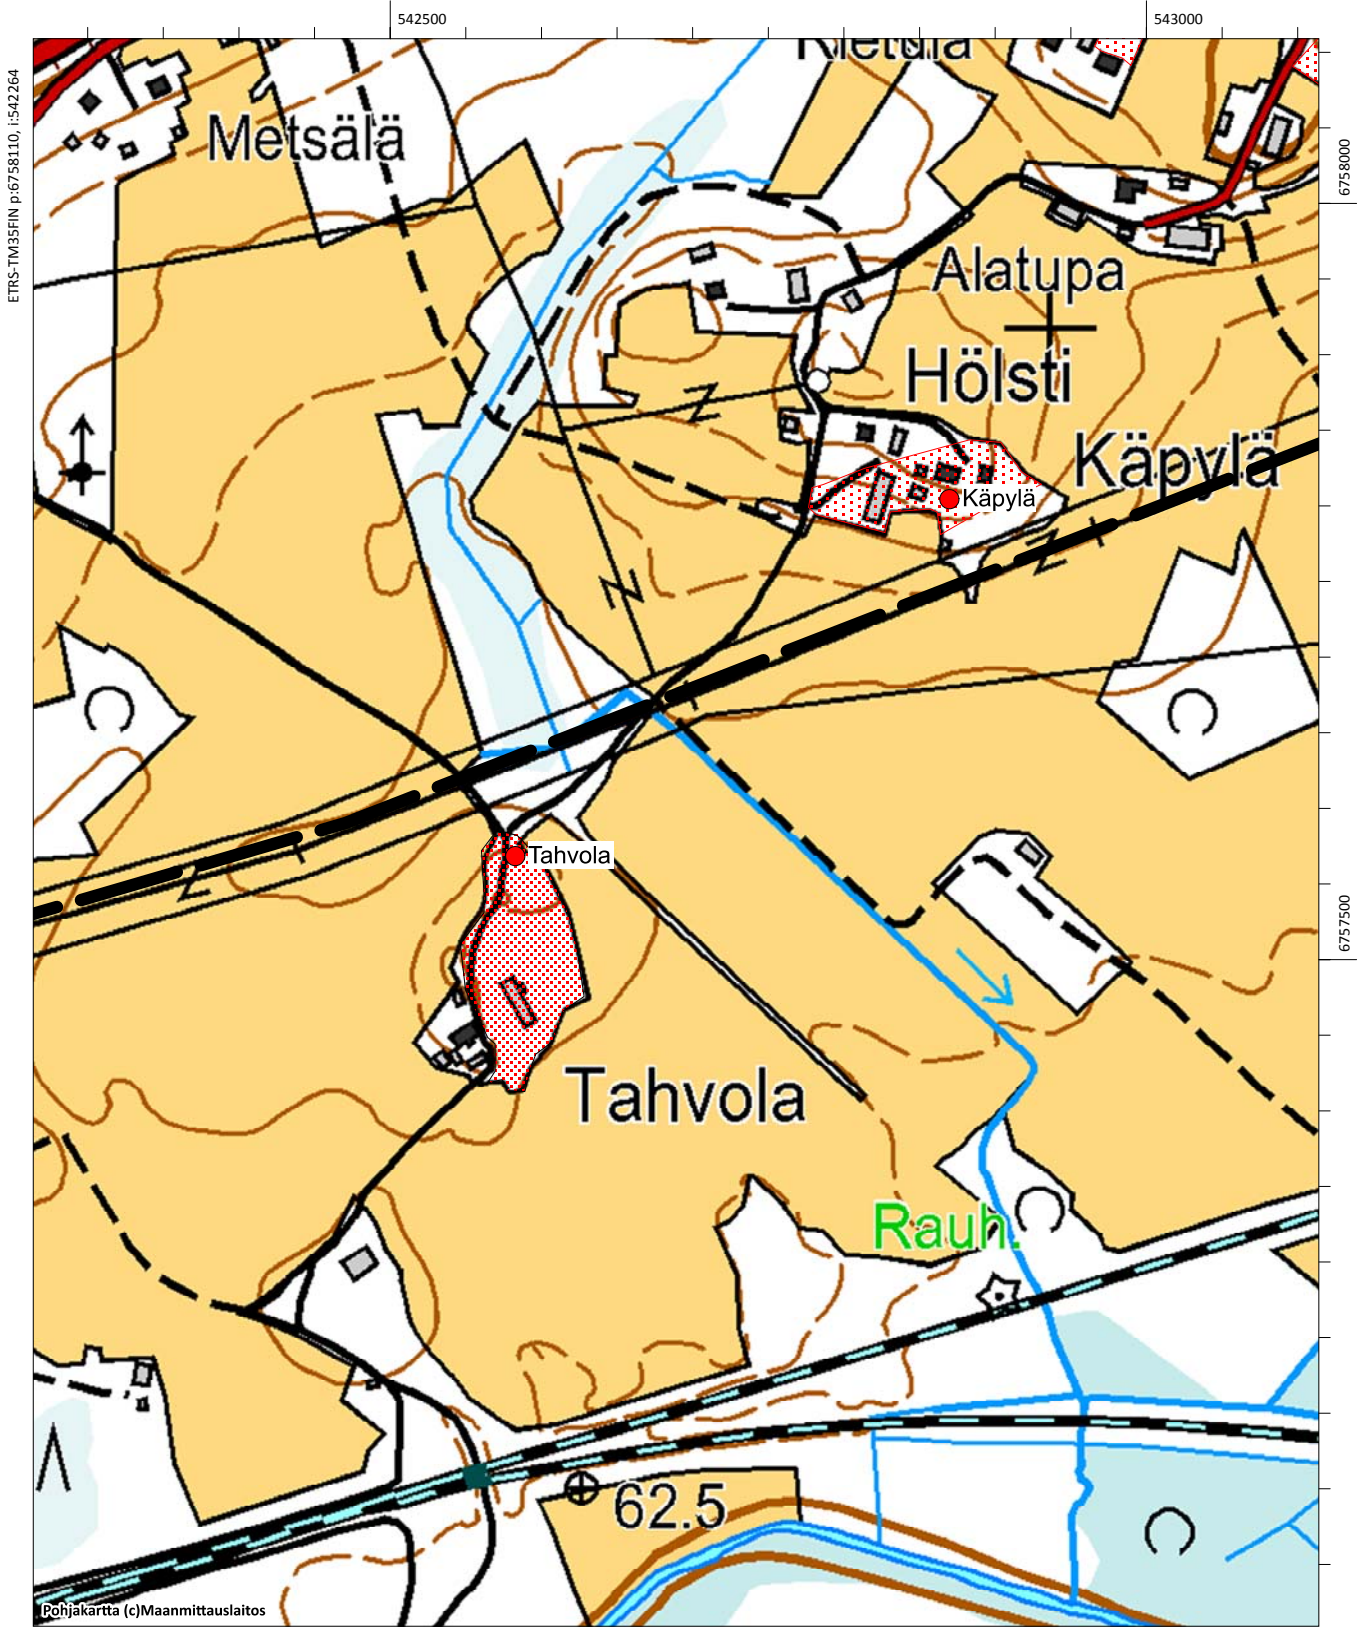 542500
543000
ETRS-TM35FIN p:6758110, i:542264
Rietula
Metsälä
6758000
Alatupa
Hölsti
Käpylä
Käpylä
Tahvola
6757500
Tahvola
Rauh.
62.5
Pohjakartta (c)Maanmittauslaitos